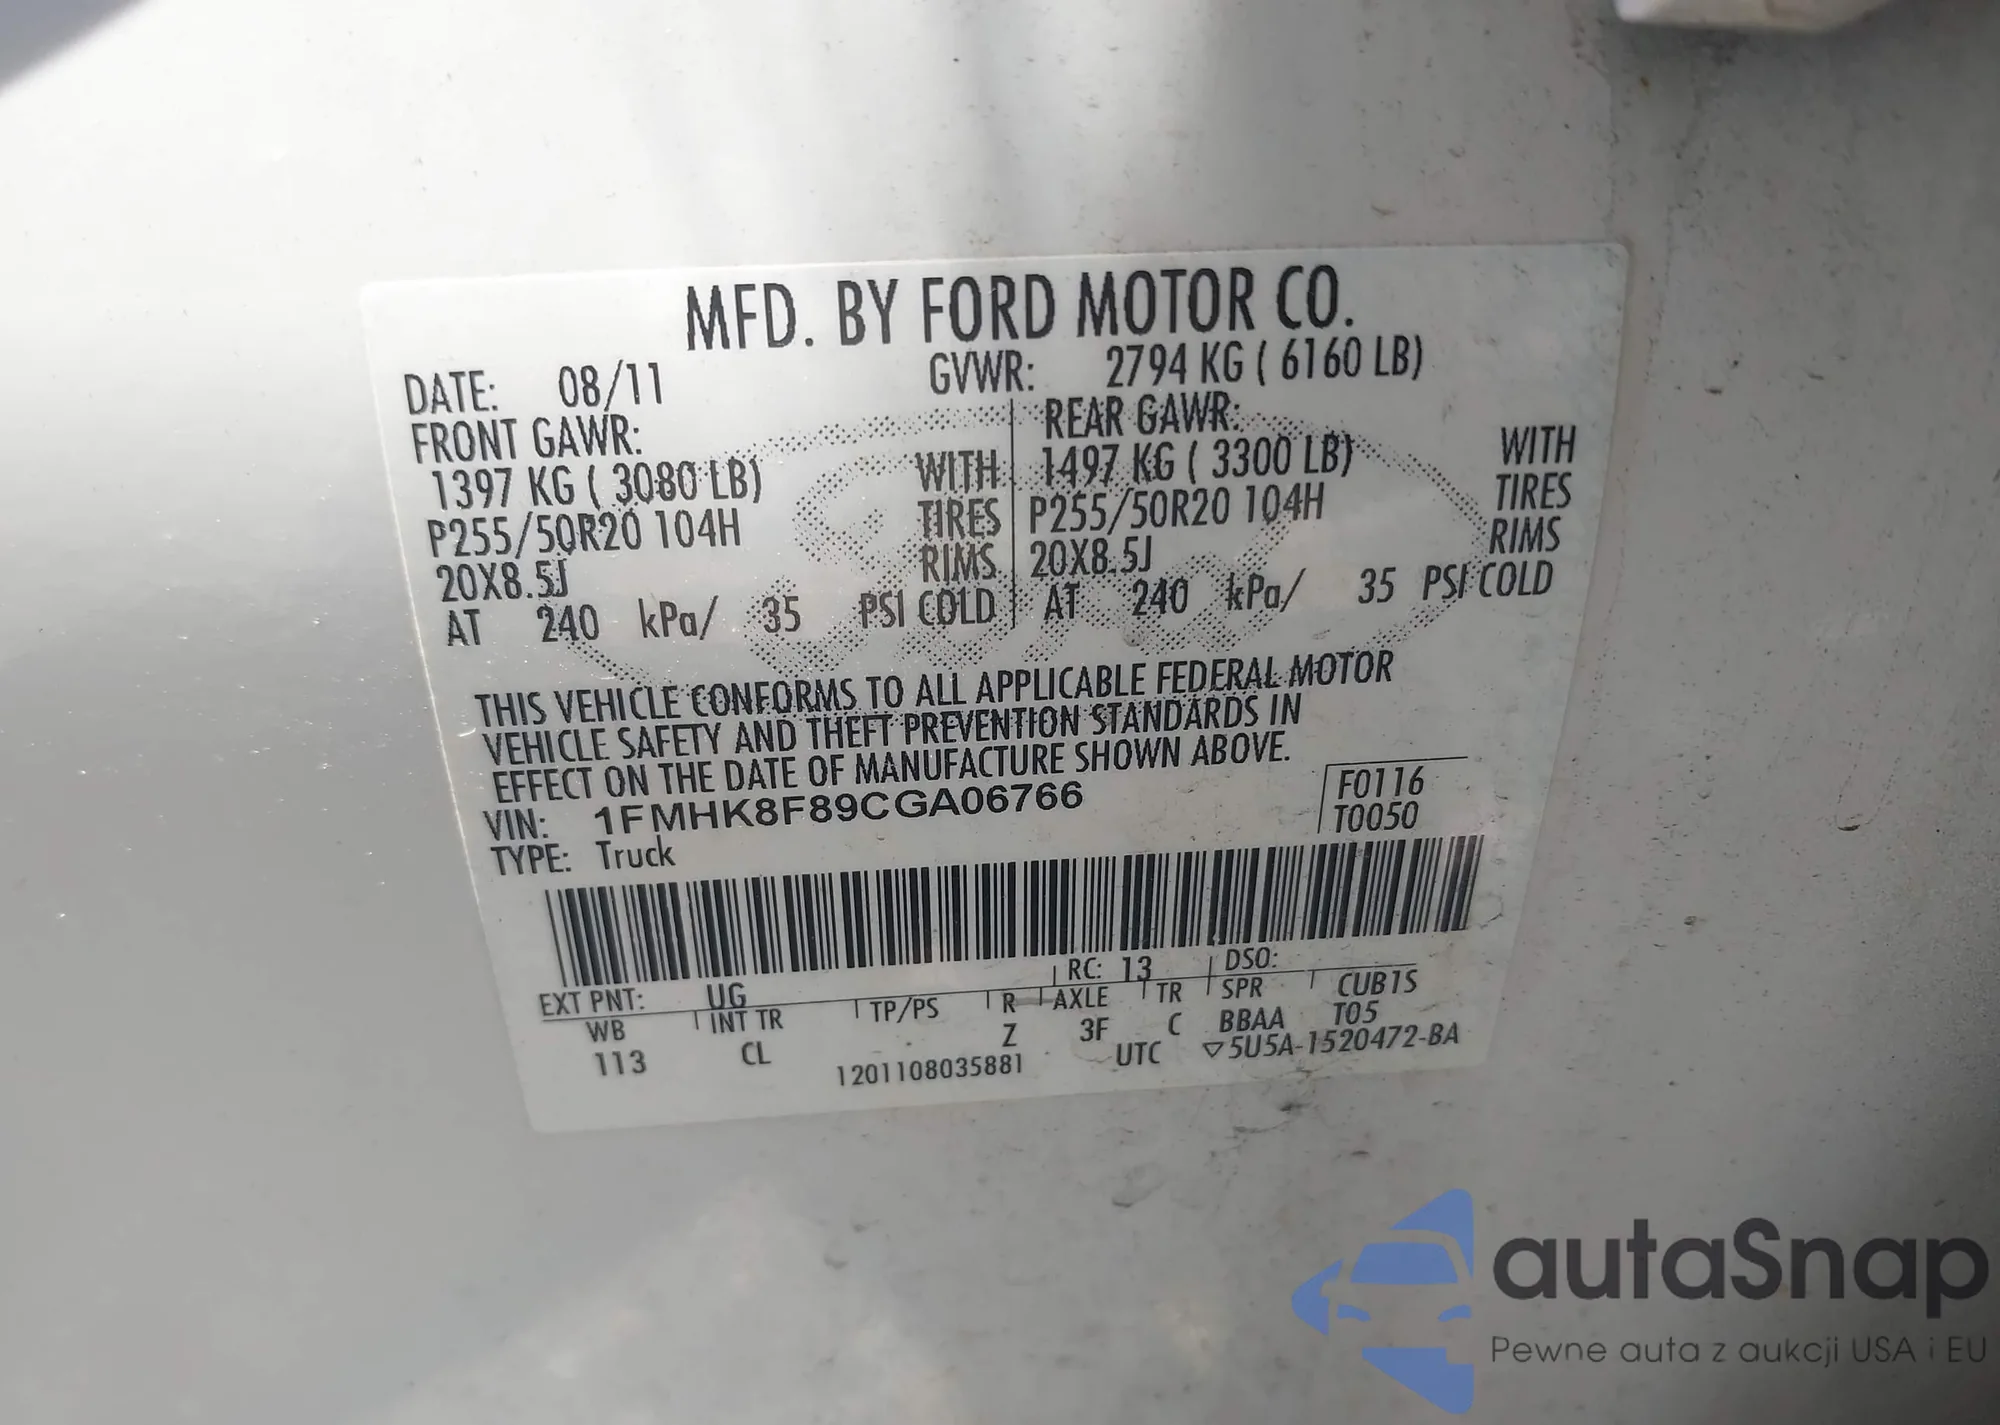 MFD. BY FORD MOTOR CO.
DATE: 08/11 GVWR: 2794 KG ( 6160 LB)
FRONT GAWR: REAR GAWR:
1397 KG ( 3080 LB) WITH 1497 KG ( 3300 LB) WITH
P255/50R20 104H TIRES P255/50R20 104H TIRES
20X8.5J RIMS 20X8.5J RIMS
AT 240 kPa/ 35 PSI COLD AT 240 kPa/ 35 PSI COLD
THIS VEHICLE CONFORMS TO ALL APPLICABLE FEDERAL MOTOR
VEHICLE SAFETY AND THEFT PREVENTION STANDARDS IN
EFFECT ON THE DATE OF MANUFACTURE SHOWN ABOVE.
VIN: 1FMHK8F89CGA06766 F0116
TYPE: Truck T0050
EXT PNT: UG RC: 13 DSO:
WB INT TR TP/PS R AXLE TR SPR CUB1S
113 CL Z 3F C BBAA T05
1201108035881 UTC ▽5U5A-1520472-BA
autaSnap
Pewne auta z aukcji USA i EU